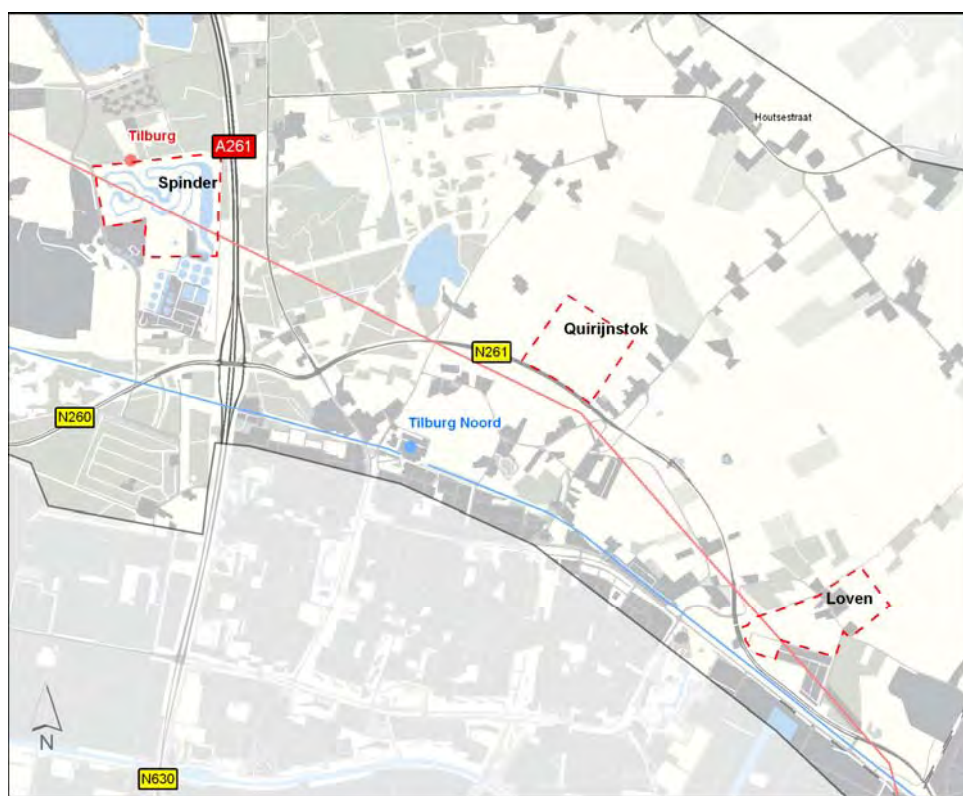 Houtsestraat
Tilburg
A261
Spinder
Quirijnstok
N261
N260
Tilburg Noord
Loven
N
N630